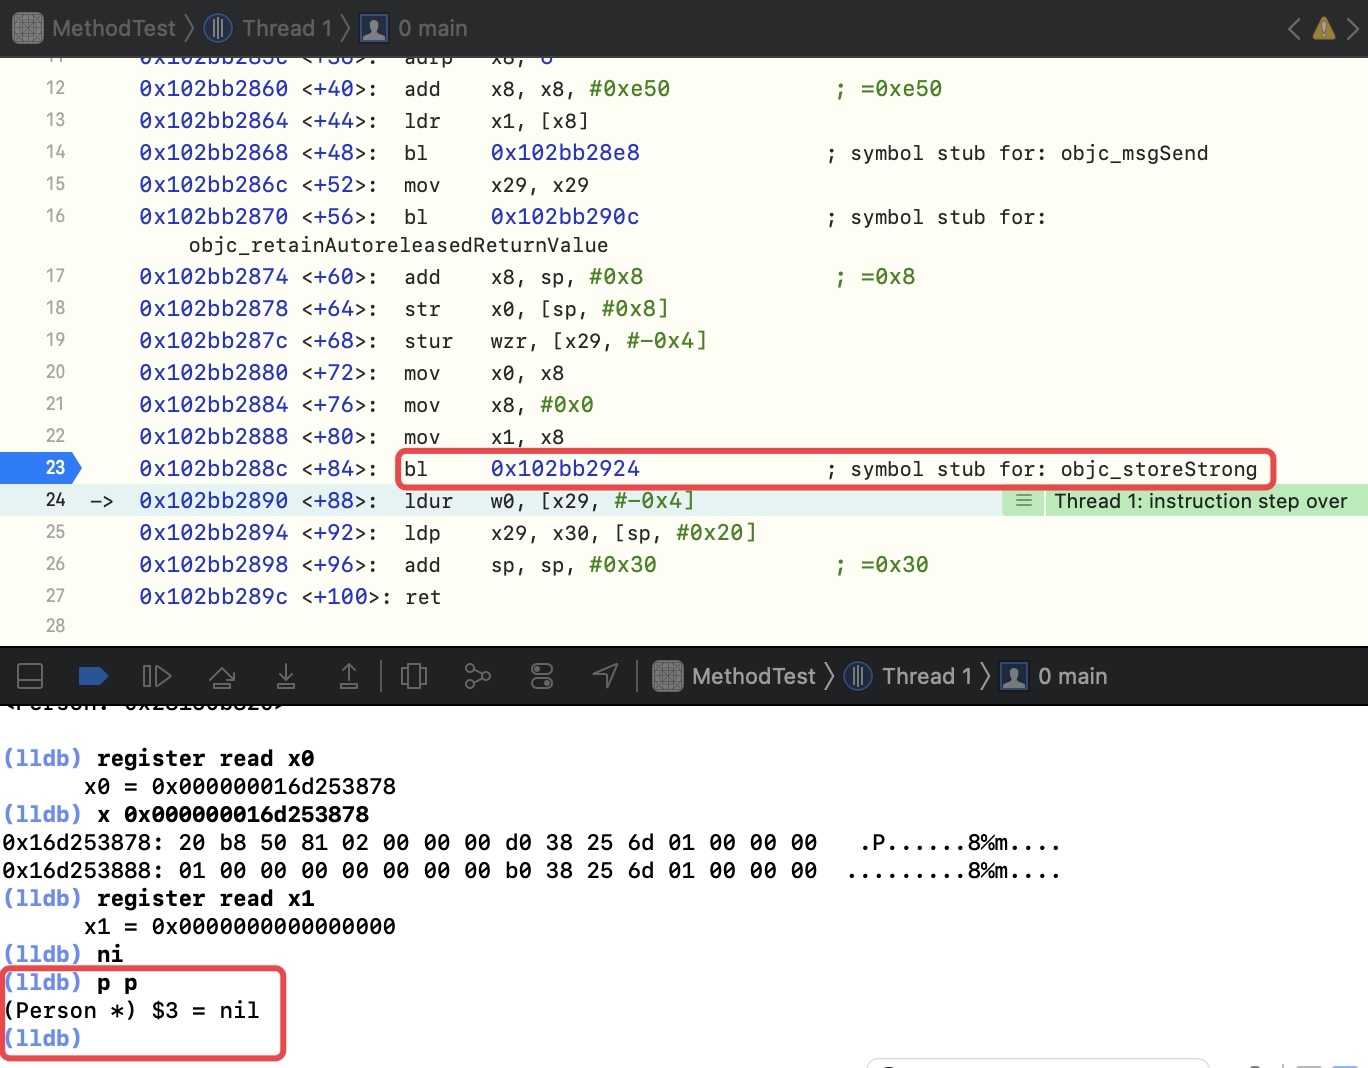 MethodTest 〉 Thread 1 〉 0 main
11 0x102bb285c <+36>: adrp x8, 6
12 0x102bb2860 <+40>: add x8, x8, #0xe50 ; =0xe50
13 0x102bb2864 <+44>: ldr x1, [x8]
14 0x102bb2868 <+48>: bl 0x102bb28e8 ; symbol stub for: objc_msgSend
15 0x102bb286c <+52>: mov x29, x29
16 0x102bb2870 <+56>: bl 0x102bb290c ; symbol stub for:
objc_retainAutoreleasedReturnValue
17 0x102bb2874 <+60>: add x8, sp, #0x8 ; =0x8
18 0x102bb2878 <+64>: str x0, [sp, #0x8]
19 0x102bb287c <+68>: stur wzr, [x29, #-0x4]
20 0x102bb2880 <+72>: mov x0, x8
21 0x102bb2884 <+76>: mov x8, #0x0
22 0x102bb2888 <+80>: mov x1, x8
23 0x102bb288c <+84>: bl 0x102bb2924 ; symbol stub for: objc_storeStrong
24 -> 0x102bb2890 <+88>: ldur w0, [x29, #-0x4] Thread 1: instruction step over
25 0x102bb2894 <+92>: ldp x29, x30, [sp, #0x20]
26 0x102bb2898 <+96>: add sp, sp, #0x30 ; =0x30
27 0x102bb289c <+100>: ret
28
MethodTest 〉 Thread 1 〉 0 main
<Person: 0x28150b820>
(lldb) register read x0
x0 = 0x000000016d253878
(lldb) x 0x000000016d253878
0x16d253878: 20 b8 50 81 02 00 00 00 d0 38 25 6d 01 00 00 00 .P......8%m....
0x16d253888: 01 00 00 00 00 00 00 00 b0 38 25 6d 01 00 00 00 .........8%m....
(lldb) register read x1
x1 = 0x0000000000000000
(lldb) ni
(lldb) p p
(Person *) $3 = nil
(lldb)